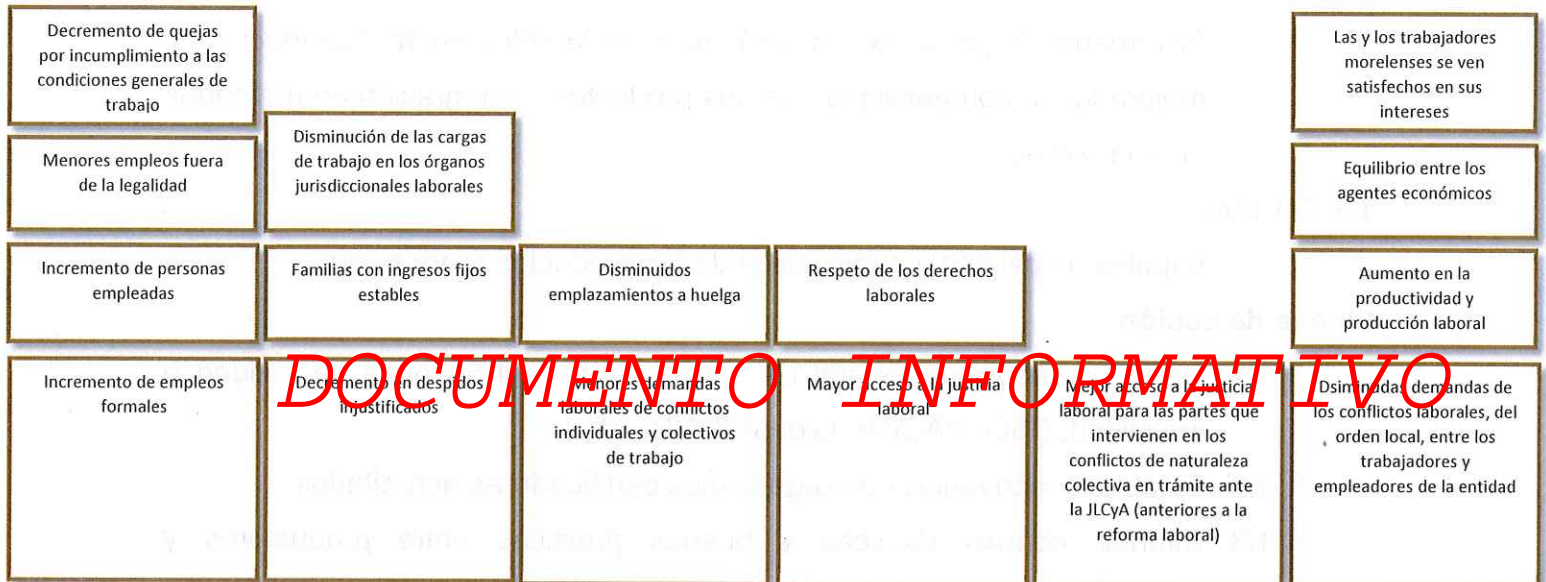 Decremento de quejas
por incumplimiento a las
condiciones generales de
trabajo
Las y los trabajadores
morelenses se ven
satisfechos en sus
intereses
Menores empleos fuera
de la legalidad
Disminución de las cargas
de trabajo en los órganos
jurisdiccionales laborales
Equilibrio entre los
agentes económicos
Incremento de personas
empleadas
Familias con ingresos fijos
estables
Disminuidos
emplazamientos a huelga
Respeto de los derechos
laborales
Aumento en la
productividad y
producción laboral
DOCUMENTO INFORMATIVO
Incremento de empleos
formales
Decremento en despidos
injustificados
Menores demandas
laborales de conflictos
individuales y colectivos
de trabajo
Mayor acceso a la justicia
laboral
Mejor acceso a la justicia
laboral para las partes que
intervienen en los
conflictos de naturaleza
colectiva en trámite ante
la JLCyA (anteriores a la
reforma laboral)
Dsiminudas demandas de
los conflictos laborales, del
orden local, entre los
trabajadores y
empleadores de la entidad